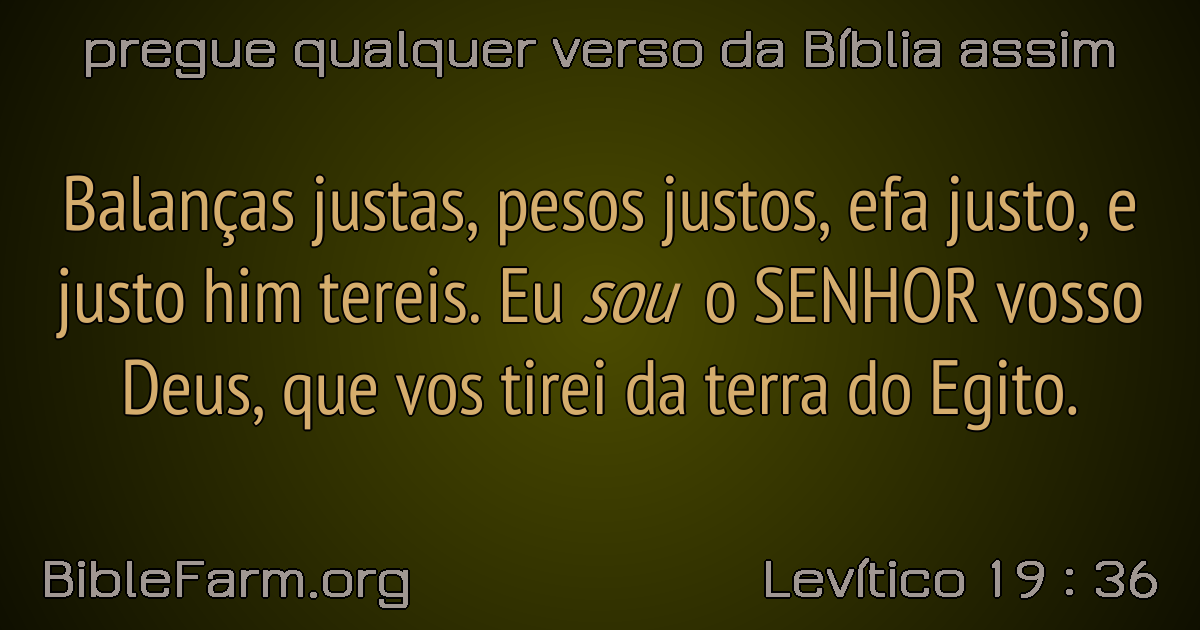 pregue qualquer verso da Bíblia assim
Balanças justas, pesos justos, efa justo, e
justo him tereis. Eu sou o SENHOR vosso
Deus, que vos tirei da terra do Egito.
BibleFarm.org
Levítico 19 : 36